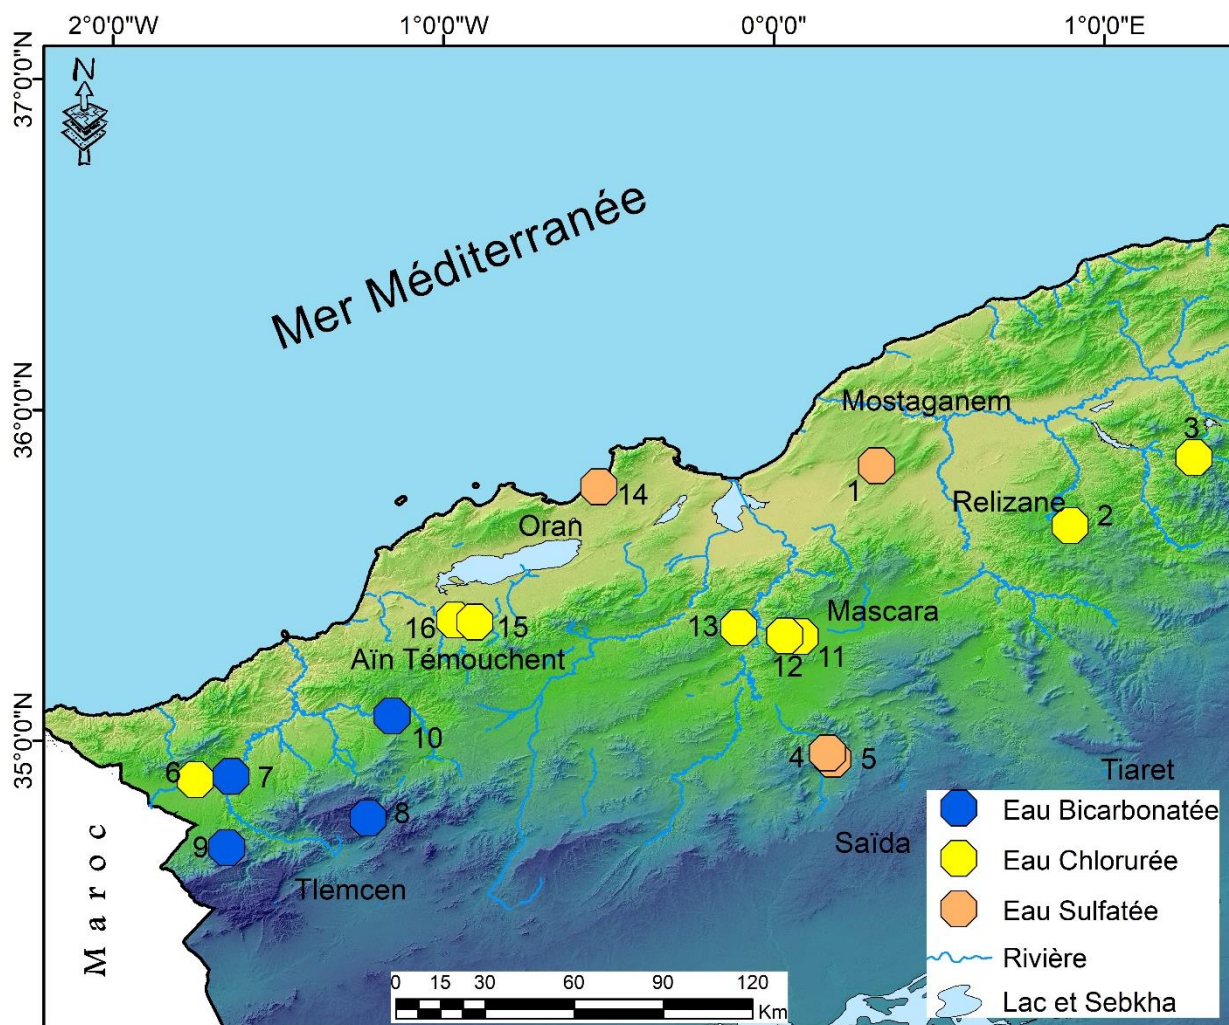 2°0'0"W
1°0'0"W
0°0'0"
1°0'0"E
37°0'0"N
36°0'0"N
35°0'0"N
N
Mer Méditerranée
Mostaganem
3
1
14
Relizane
2
Oran
Mascara
13
16
15
12
11
Aïn Témouchent
10
4
5
6
7
Tiaret
8
Saïda
9
Tlemcen
Maroc
Eau Bicarbonatée
Eau Chlorurée
Eau Sulfatée
Rivière
Lac et Sebkha
0 15 30 60 90 120
Km